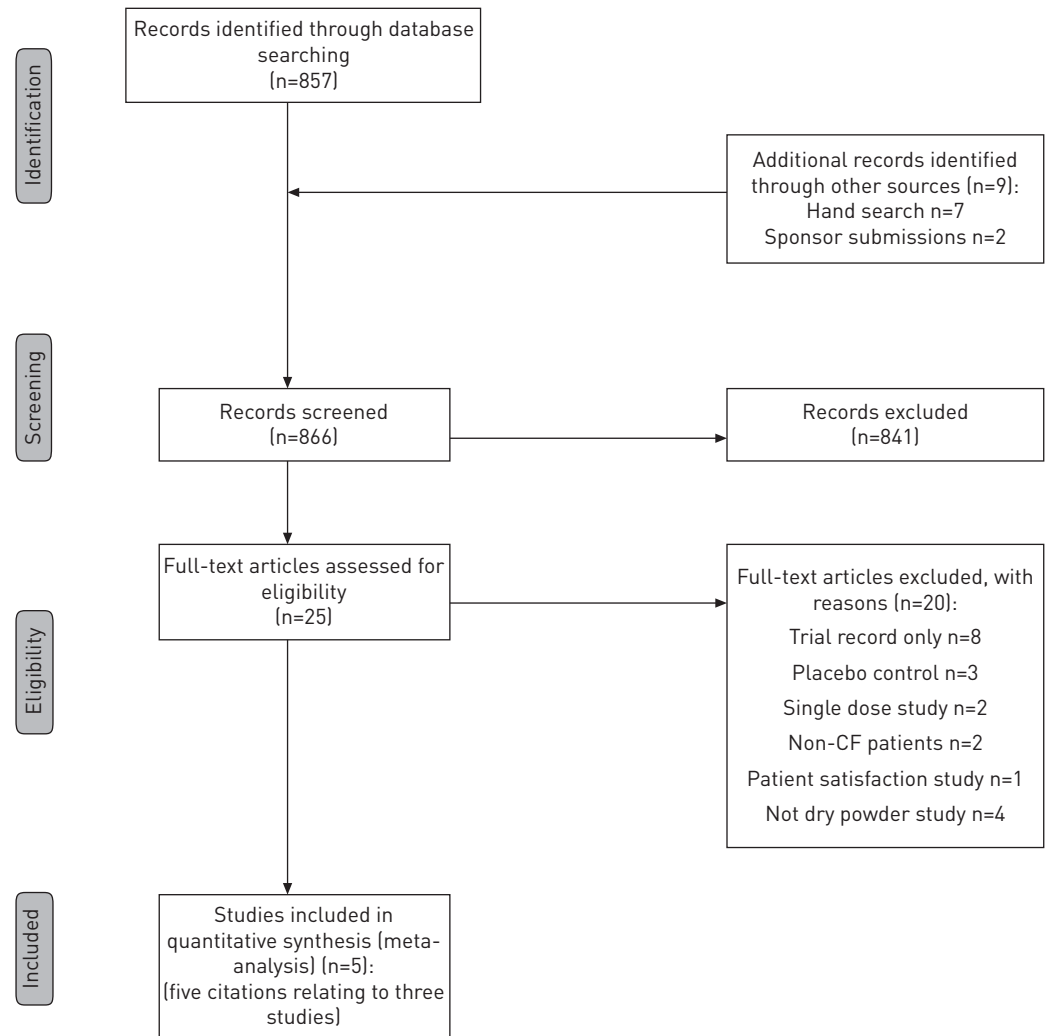 Identification
Records identified through database
searching
(n=857)
Additional records identified
through other sources (n=9):
Hand search n=7
Sponsor submissions n=2
Screening
Records screened
(n=866)
Records excluded
(n=841)
Eligibility
Full-text articles assessed for
eligibility
(n=25)
Full-text articles excluded, with
reasons (n=20):
Trial record only n=8
Placebo control n=3
Single dose study n=2
Non-CF patients n=2
Patient satisfaction study n=1
Not dry powder study n=4
Included
Studies included in
quantitative synthesis (meta-
analysis) (n=5):
(five citations relating to three
studies)